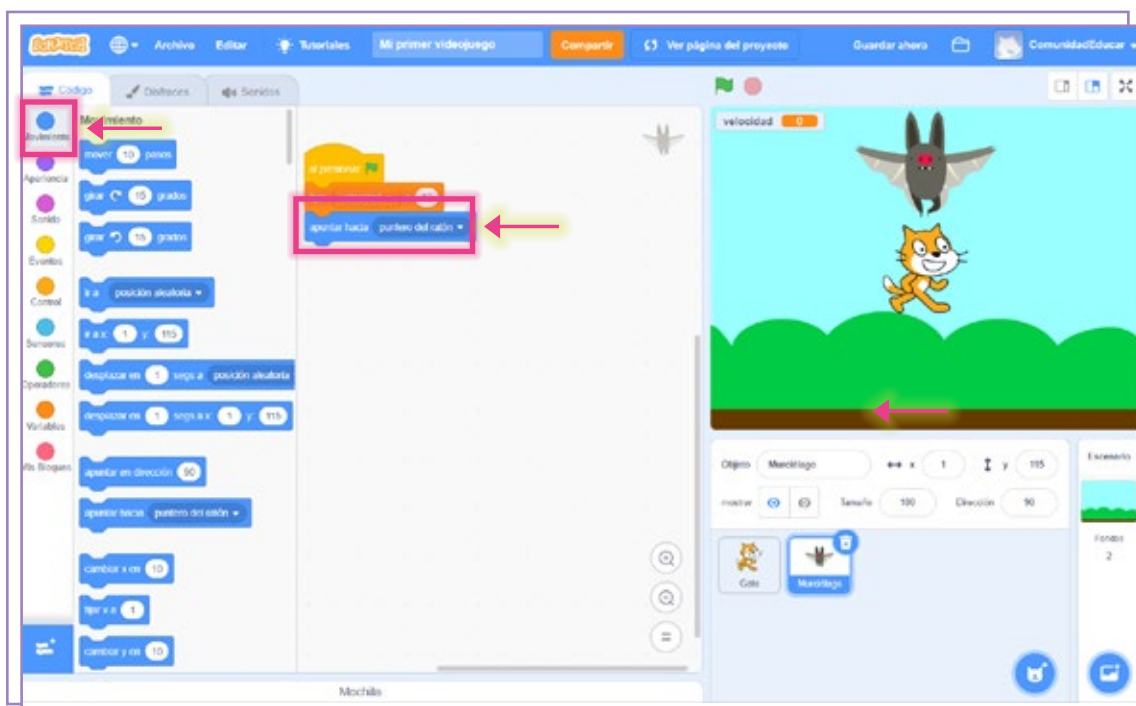 SCRATCH Archivo Editar Tutoriales Mi primer videojuego Compartir Ver página del proyecto Guardar ahora ComunidadEducar
Código Disfraces Sonidos
Movimiento
Apariencia
Sonido
Eventos
Control
Sensores
Operadores
Variables
Mis Bloques
Movimiento
mover 10 pasos
girar 15 grados
girar 15 grados
ir a posición aleatoria
ir a x: 1 y: 115
desplazar en 1 segs a posición aleatoria
desplazar en 1 segs a x: 1 y: 115
apuntar en dirección 90
apuntar hacia puntero del ratón
cambiar x en 10
fijar x a 1
cambiar y en 10
al presionar
apuntar hacia puntero del ratón
velocidad 0
Objeto Murciélago x 1 y 115
mostrar Tamaño 100 Dirección 90
Gato
Murciélago
Escenario
Fondos
2
Mochila